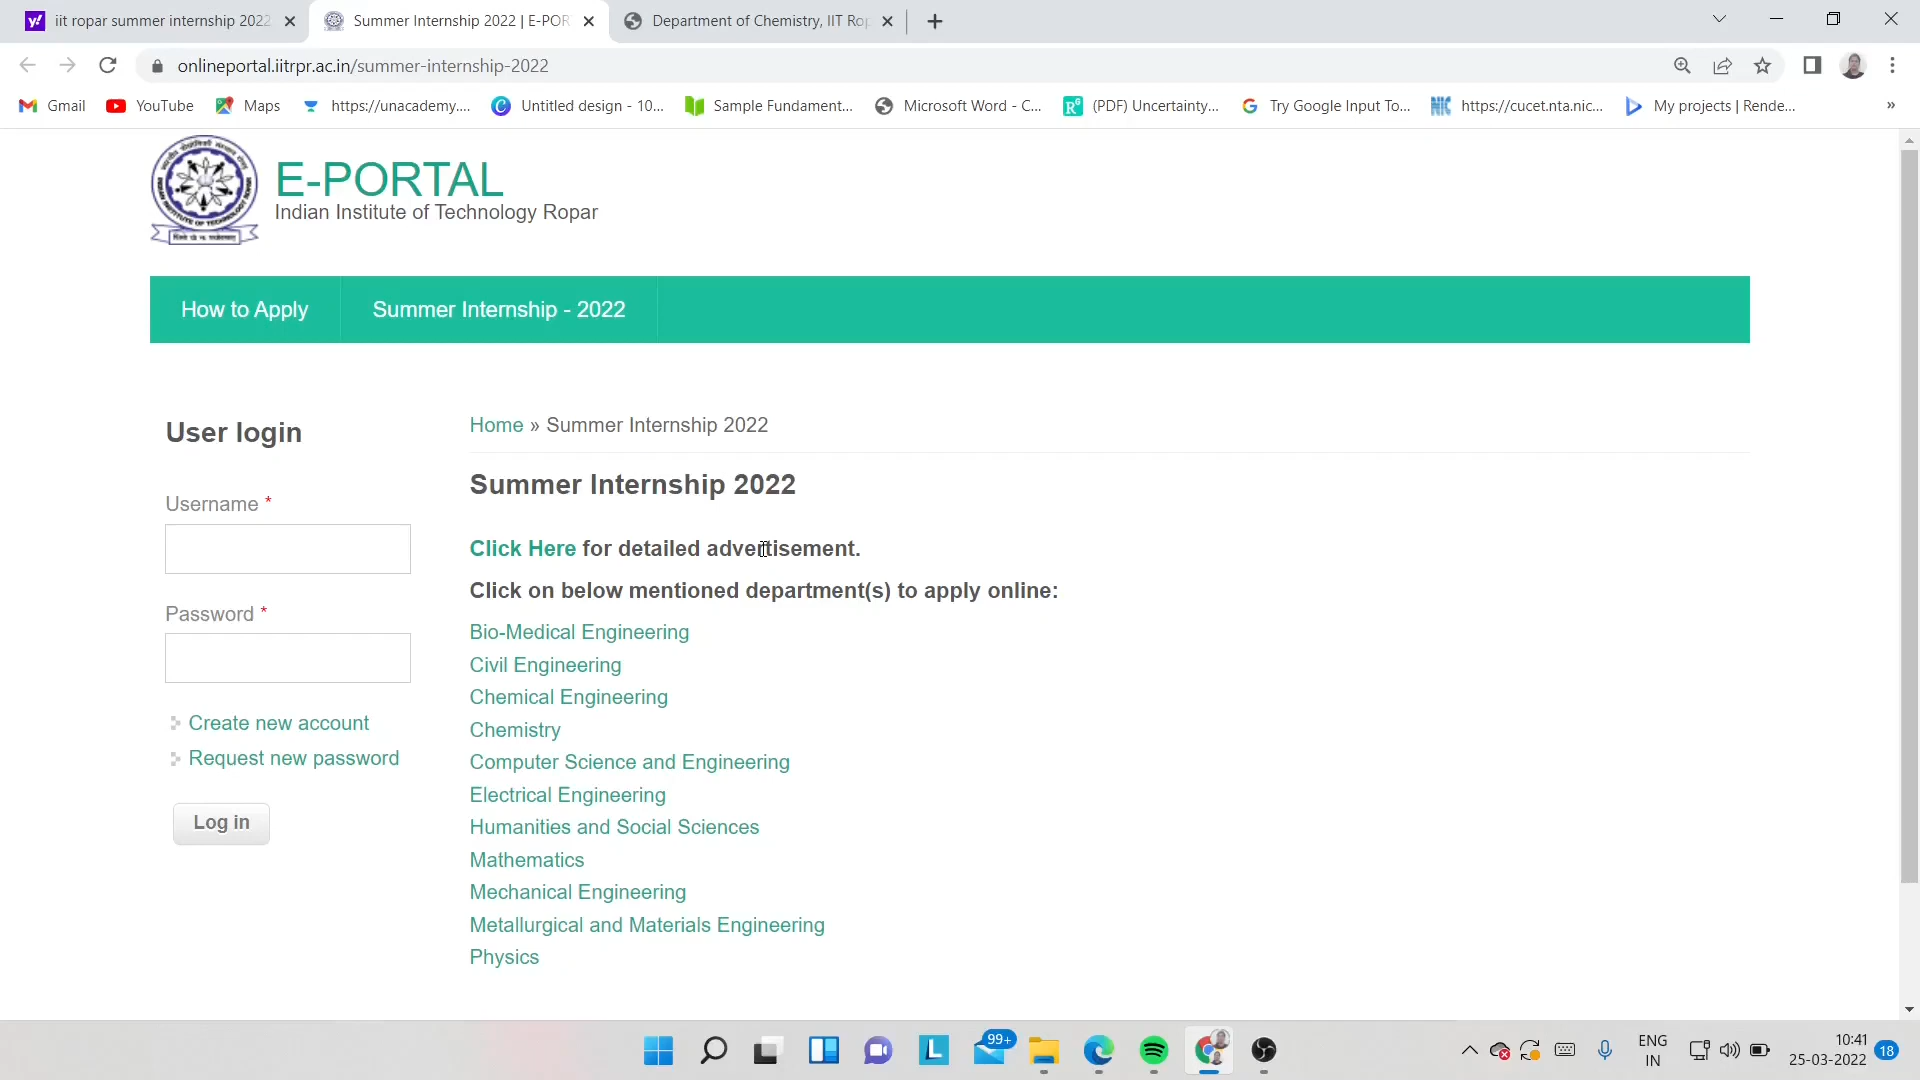 iit ropar summer internship 2022
Summer Internship 2022 | E-POR
Department of Chemistry, IIT Rop
onlineportal.iitrpr.ac.in/summer-internship-2022
Gmail
YouTube
Maps
https://unacademy....
Untitled design - 10...
Sample Fundament...
Microsoft Word - C...
(PDF) Uncertainty...
Try Google Input To...
https://cucet.nta.nic...
My projects | Rende...
»
E-PORTAL
Indian Institute of Technology Ropar
How to Apply
Summer Internship - 2022
User login
Username *
Password *
Create new account
Request new password
Log in
Home » Summer Internship 2022
Summer Internship 2022
Click Here for detailed advertisement.
Click on below mentioned department(s) to apply online:
Bio-Medical Engineering
Civil Engineering
Chemical Engineering
Chemistry
Computer Science and Engineering
Electrical Engineering
Humanities and Social Sciences
Mathematics
Mechanical Engineering
Metallurgical and Materials Engineering
Physics
99+
ENG
IN
10:41
25-03-2022
18